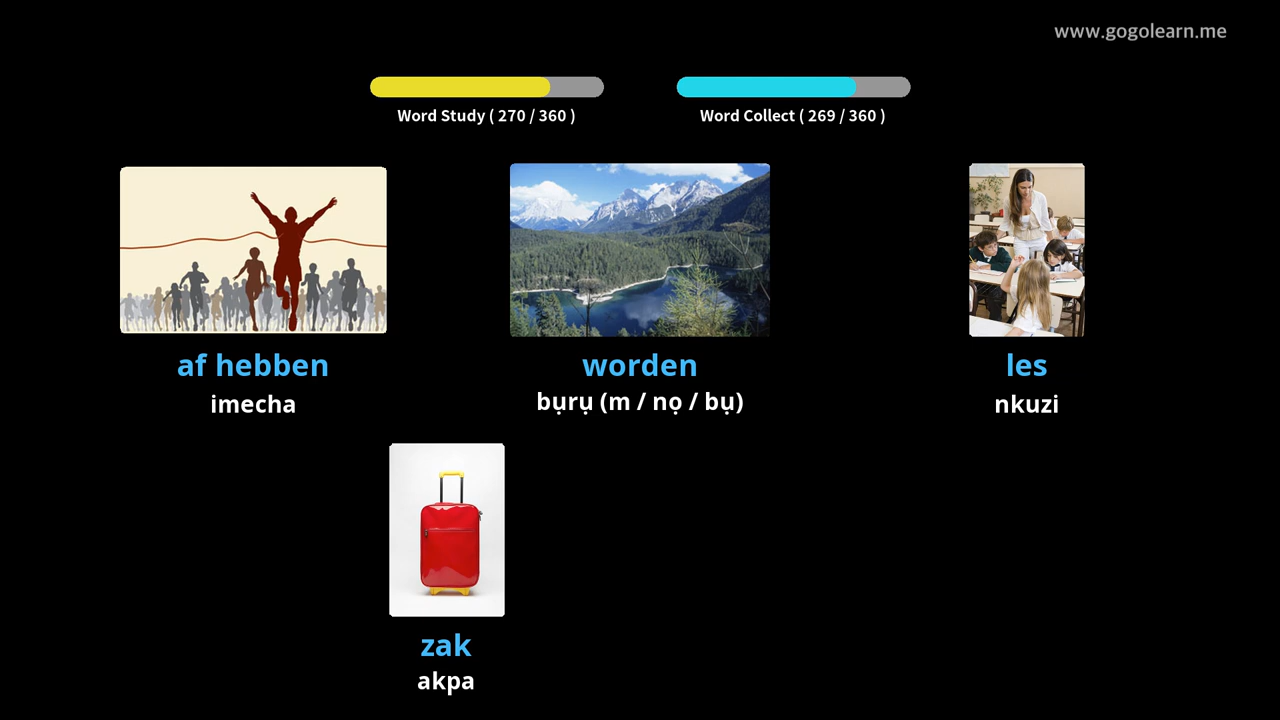 www.gogolearn.me
Word Study ( 270 / 360 )
Word Collect ( 269 / 360 )
af hebben
imecha
worden
bụrụ (m / nọ / bụ)
les
nkuzi
zak
akpa